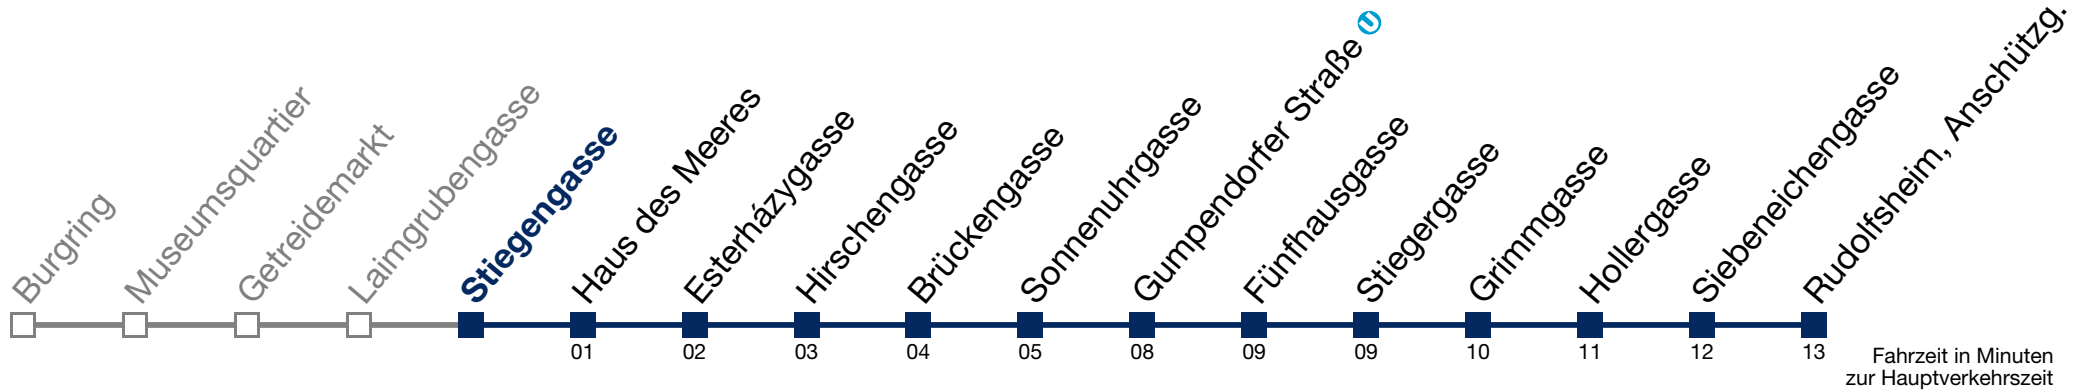 Burgring
Museumsquartier
Getreidemarkt
Laimgrubengasse
Stiegengasse
Haus des Meeres
Esterházygasse
Hirschengasse
Brückengasse
Sonnenuhrgasse
Gumpendorfer Straße U
Fünfhausgasse
Stiegergasse
Grimmgasse
Hollergasse
Siebeneichengasse
Rudolfsheim, Anschützg.
01 02 03 04 05 08 09 09 10 11 12 13
Fahrzeit in Minuten
zur Hauptverkehrszeit